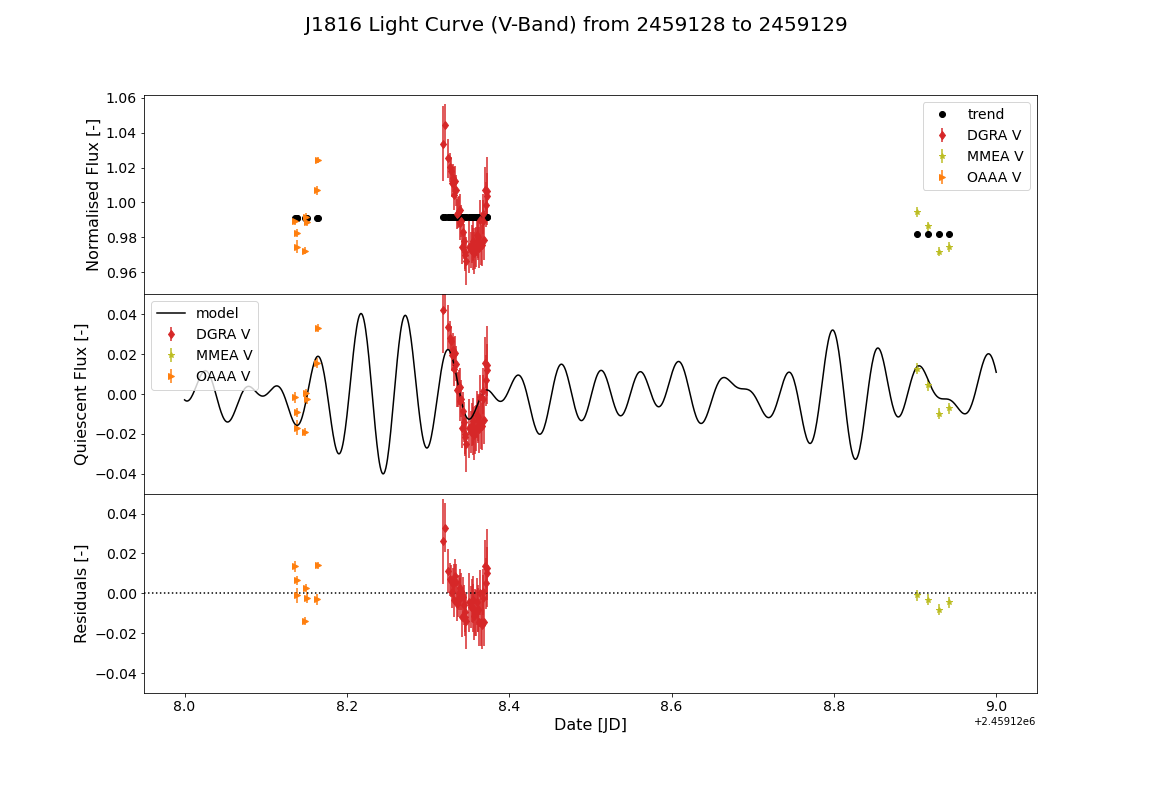 J1816 Light Curve (V-Band) from 2459128 to 2459129
Normalised Flux [-]
1.06
1.04
1.02
1.00
0.98
0.96
trend
DGRA V
MMEA V
OAAA V
Quiescent Flux [-]
0.04
0.02
0.00
−0.02
−0.04
model
DGRA V
MMEA V
OAAA V
Residuals [-]
0.04
0.02
0.00
−0.02
−0.04
8.0 8.2 8.4 8.6 8.8 9.0
+2.45912e6
Date [JD]